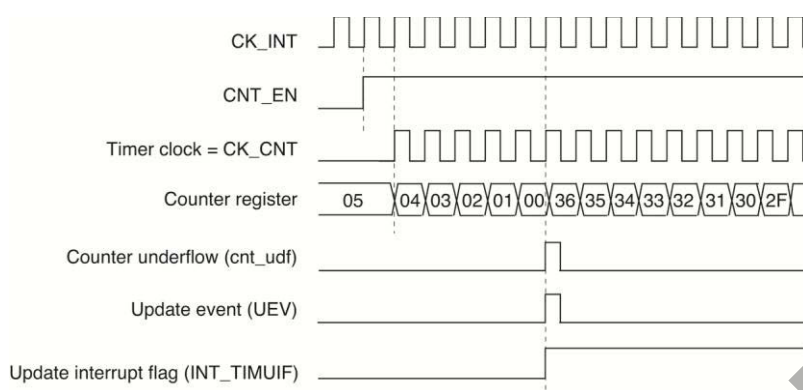 CK_INT
CNT_EN
Timer clock = CK_CNT
Counter register 05 04 03 02 01 00 36 35 34 33 32 31 30 2F
Counter underflow (cnt_udf)
Update event (UEV)
Update interrupt flag (INT_TIMUIF)